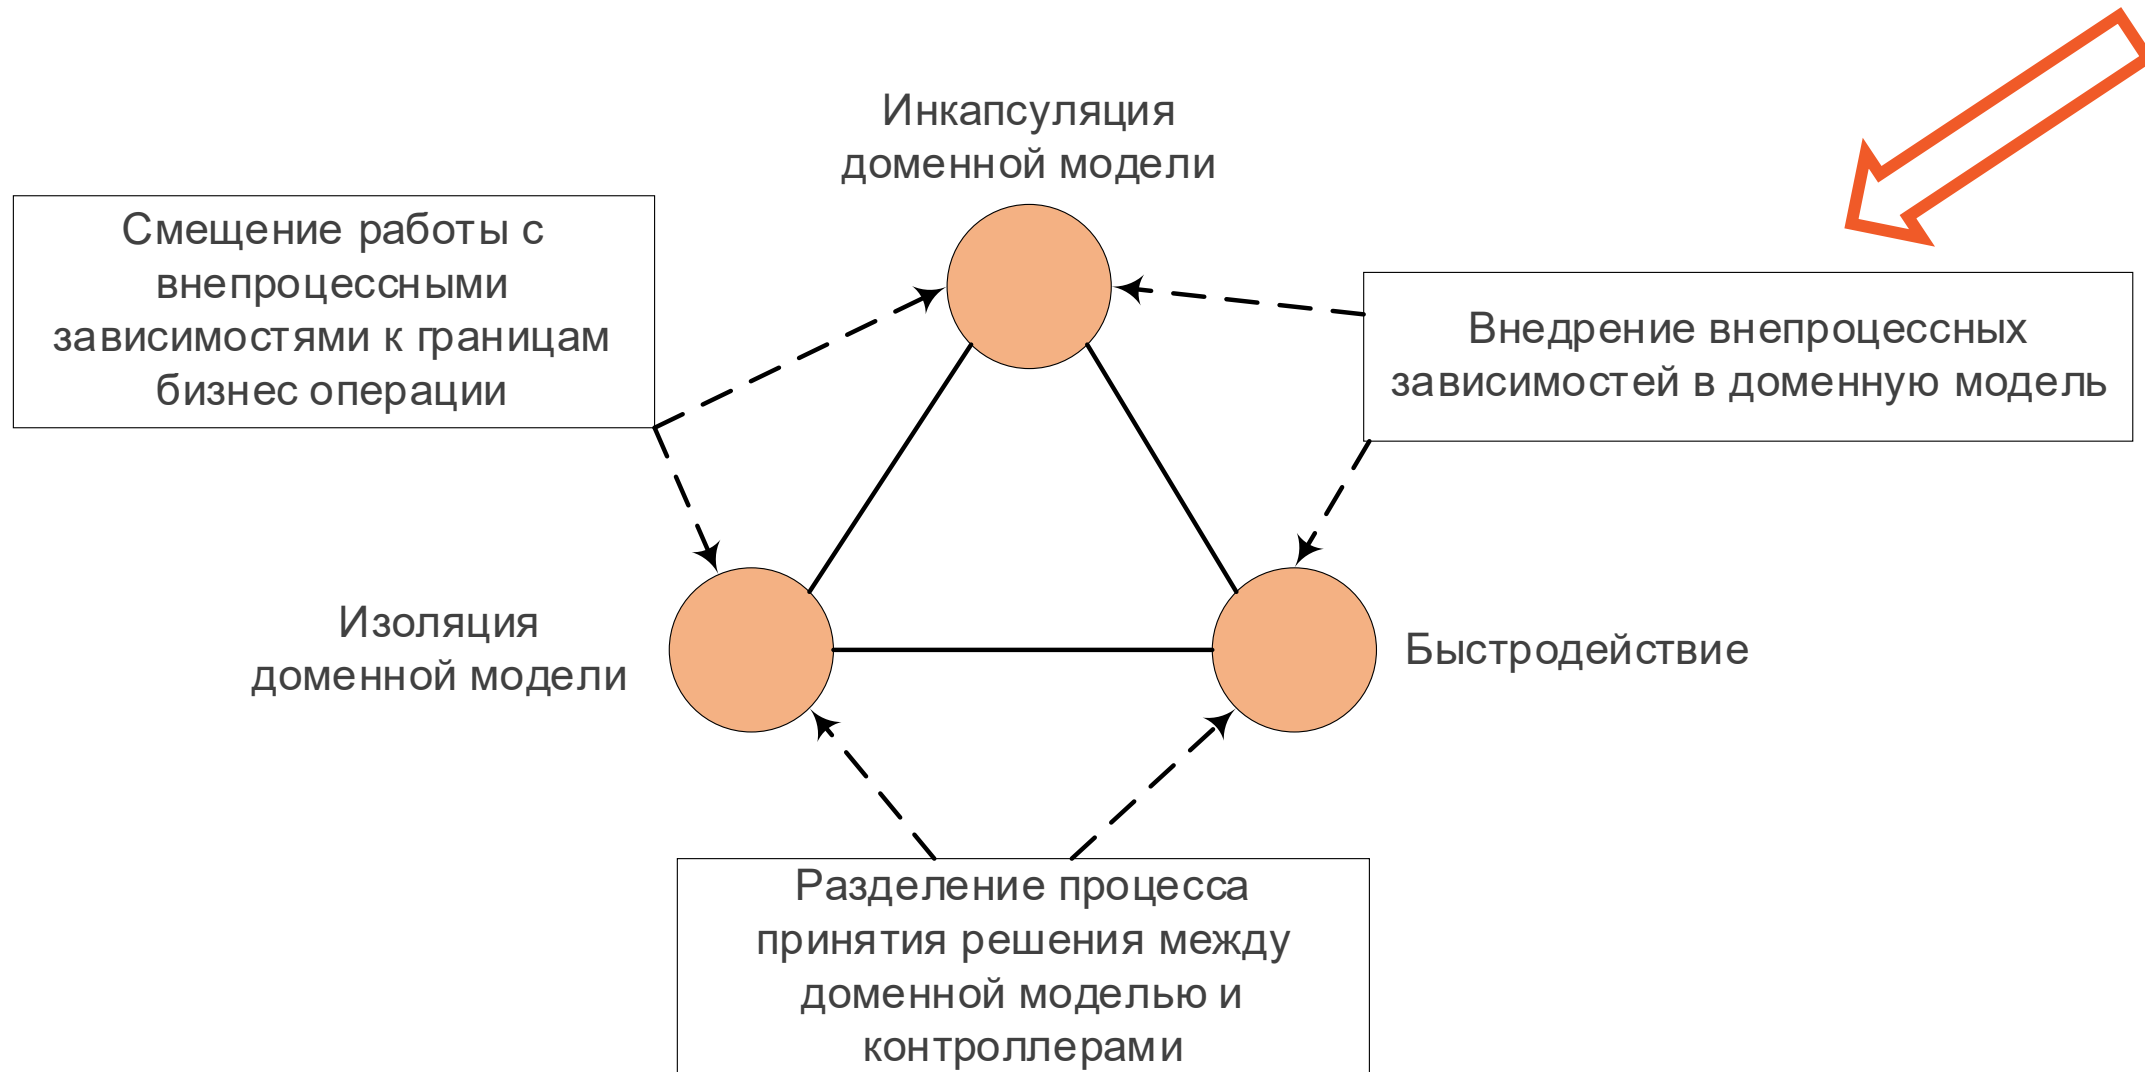 Инкапсуляция
доменной модели
Смещение работы с
внепроцессными
зависимостями к границам
бизнес операции
Внедрение внепроцессных
зависимостей в доменную модель
Изоляция
доменной модели
Быстродействие
Разделение процесса
принятия решения между
доменной моделью и
контроллерами